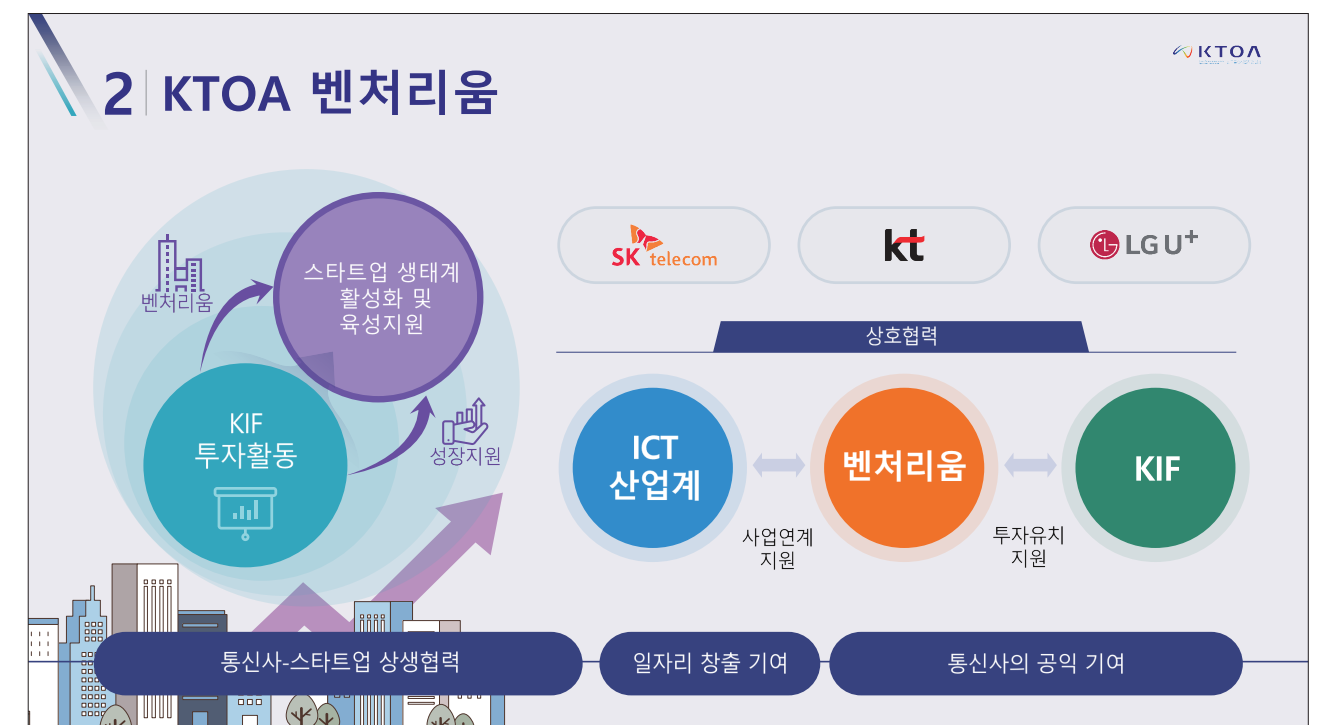 2 KTOA 벤처리움
KTOA
벤처리움
스타트업 생태계
활성화 및
육성지원
KIF
투자활동
성장지원
SK telecom
kt
LG U+
상호협력
ICT
산업계
벤처리움
KIF
사업연계
지원
투자유치
지원
통신사-스타트업 상생협력
일자리 창출 기여
통신사의 공익 기여